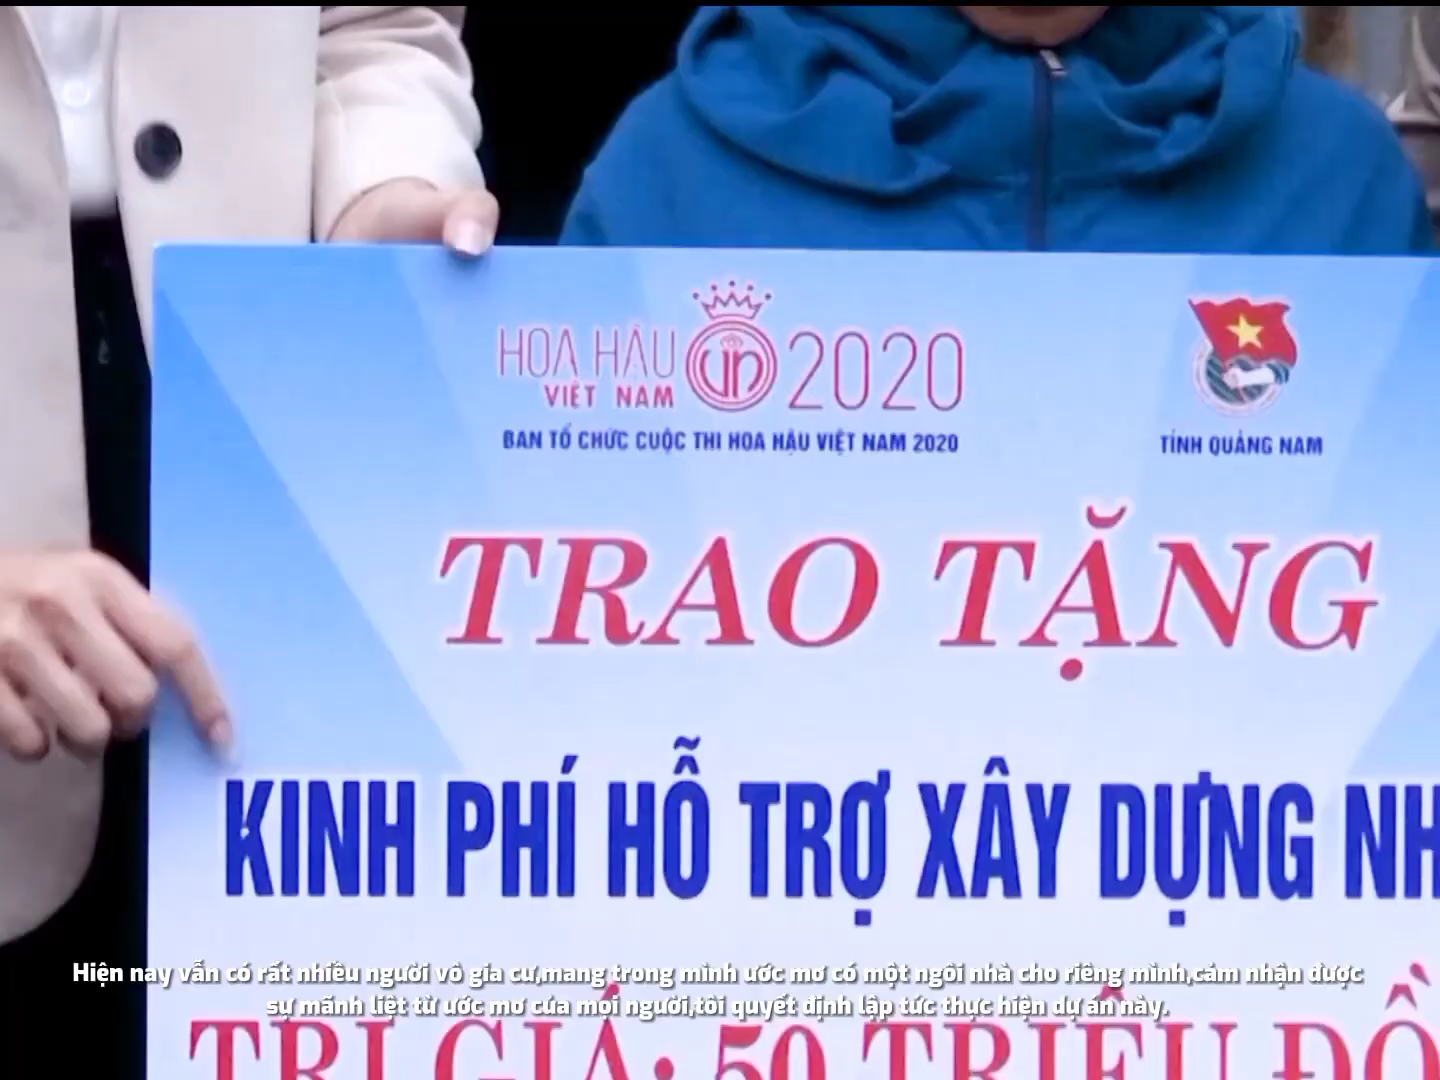 HOA HẬU VIỆT NAM 2020
BAN TỔ CHỨC CUỘC THI HOA HẬU VIỆT NAM 2020
TỈNH QUẢNG NAM
TRAO TẶNG
KINH PHÍ HỖ TRỢ XÂY DỰNG NH
Hiện nay vẫn có rất nhiều người vô gia cư,mang trong mình ước mơ có một ngôi nhà cho riêng mình,cảm nhận được
sự mãnh liệt từ ước mơ của mọi người,tôi quyết định lập tức thực hiện dự án này.
TRỊ GIÁ: 50 TRIỆU ĐỒ